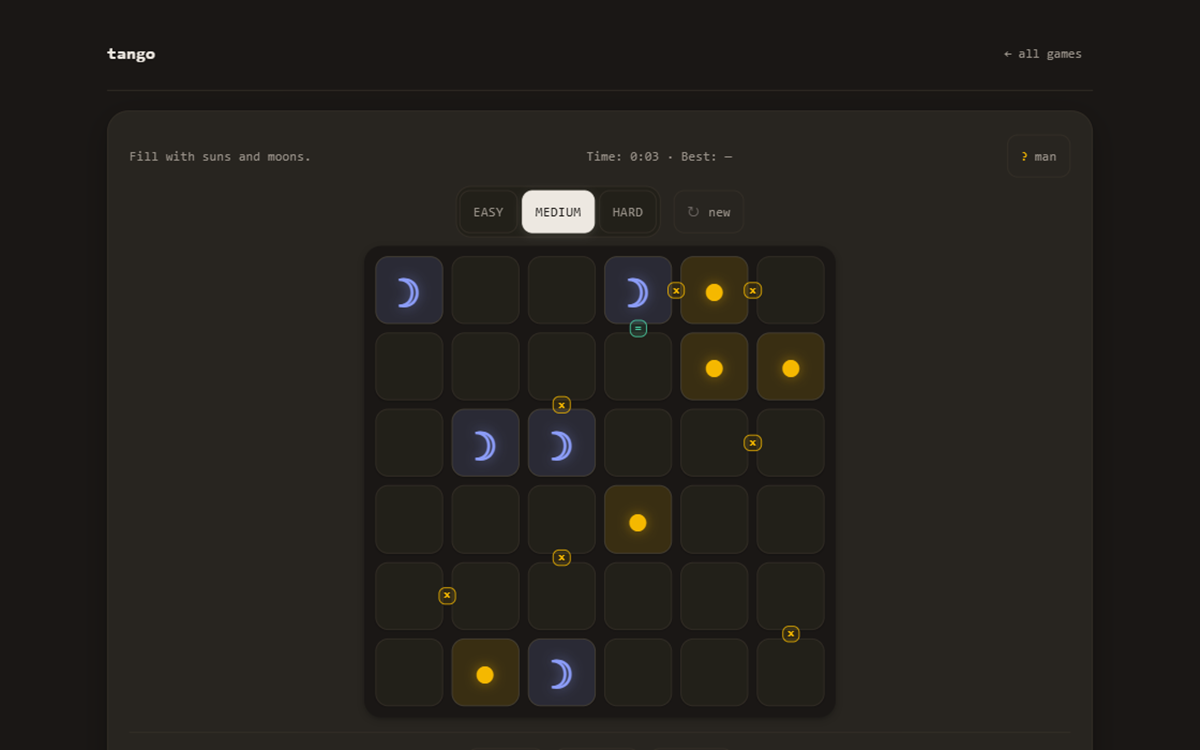 tango
← all games
Fill with suns and moons.
Time: 0:03 · Best: —
? man
EASY
MEDIUM
HARD
↻ new
x
x
=
x
x
x
x
x